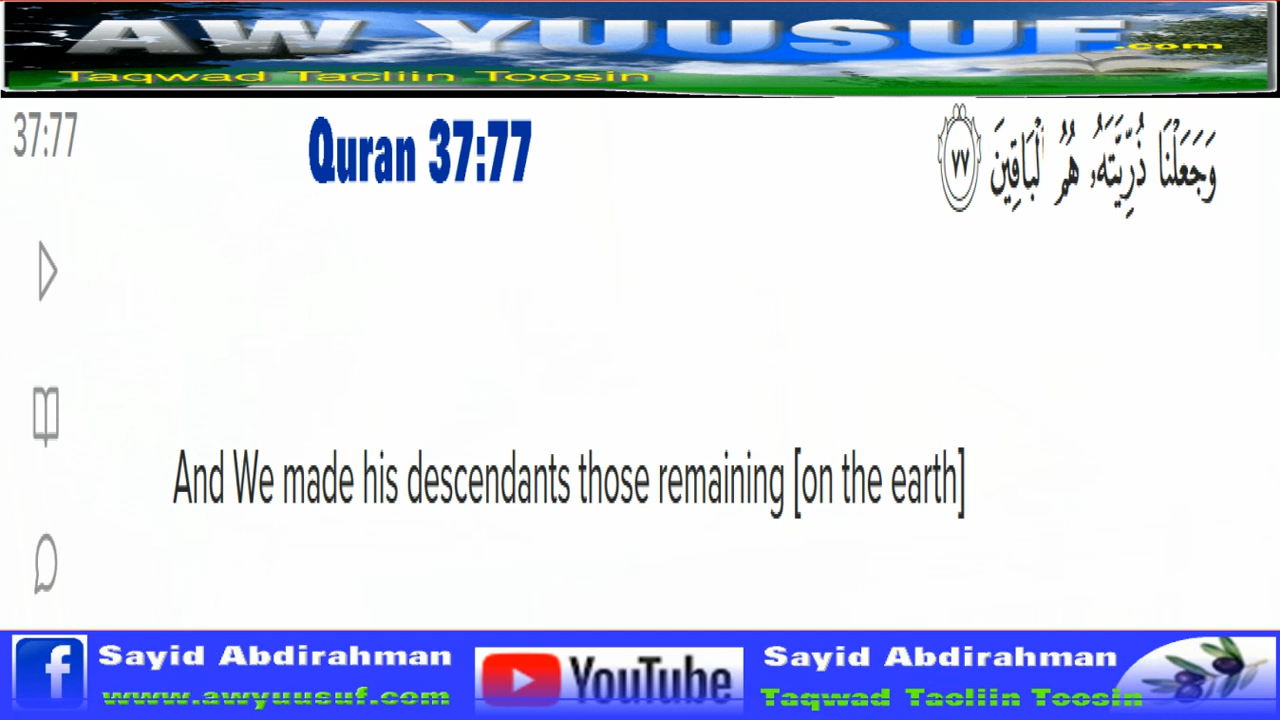 AW YUUSUF.com
Taqwad Tacliin Toosin
37:77
Quran 37:77
وَجَعَلْنَا ذُرِّيَّتَهُۥ هُمُ ٱلْبَاقِينَ ٧٧
And We made his descendants those remaining [on the earth]
Sayid Abdirahman
www.awyuusuf.com
YouTube
Sayid Abdirahman
Taqwad Tacliin Toosin